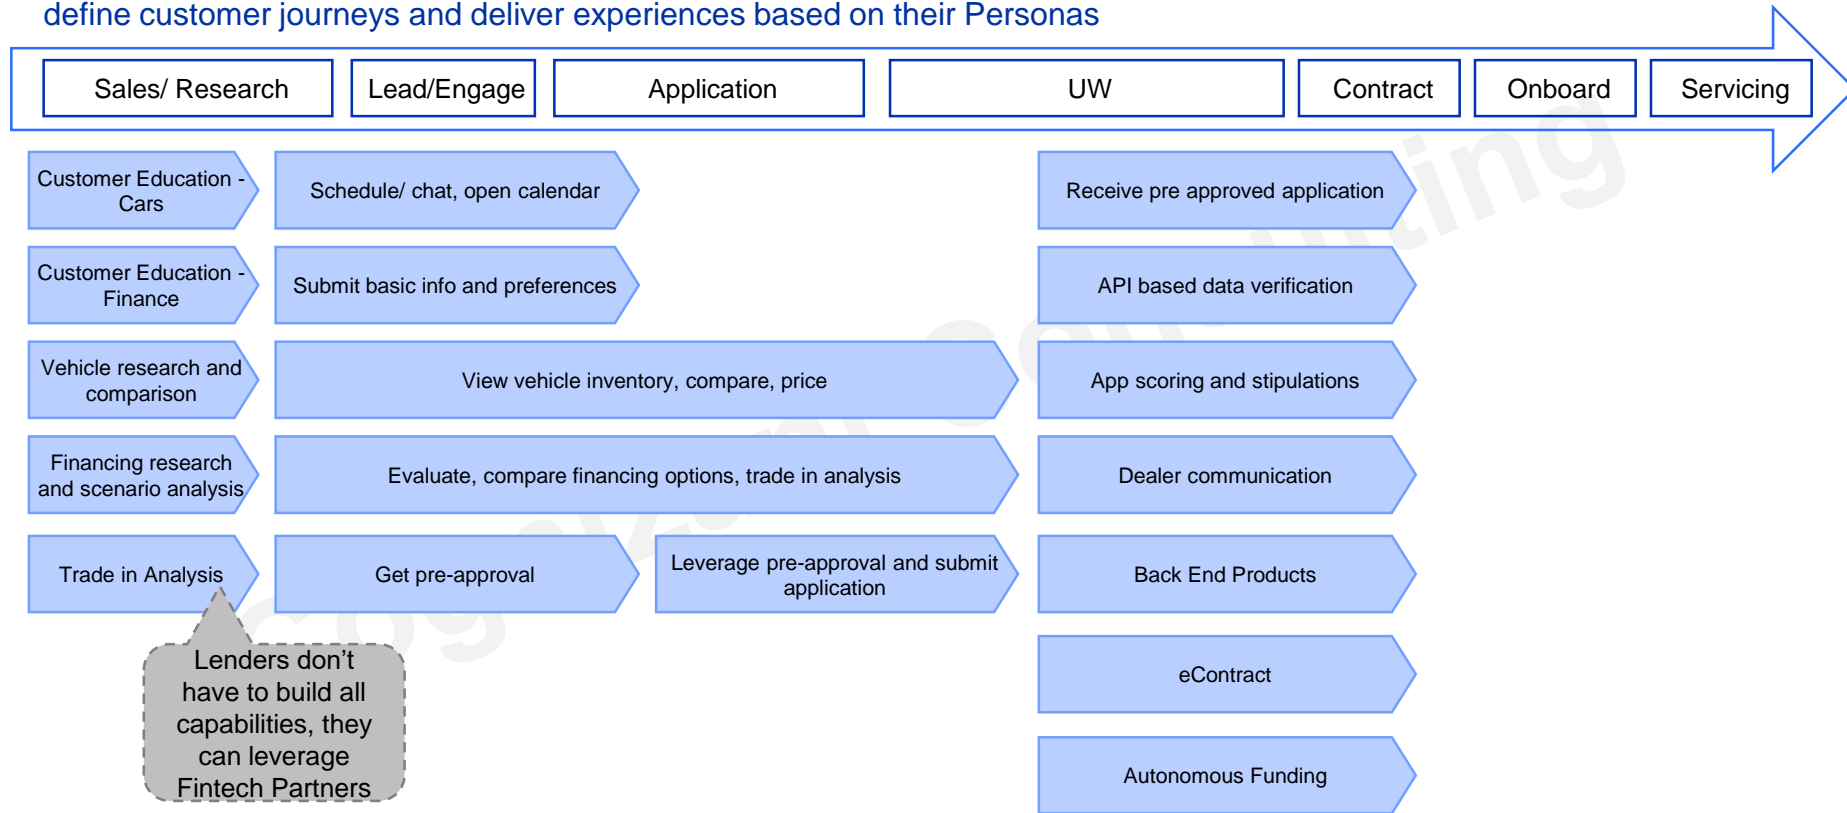 define customer journeys and deliver experiences based on their Personas
Sales/ Research
Lead/Engage
Application
UW
Contract
Onboard
Servicing
Customer Education -
Cars
Schedule/ chat, open calendar
Receive pre approved application
Customer Education -
Finance
Submit basic info and preferences
API based data verification
Vehicle research and
comparison
View vehicle inventory, compare, price
App scoring and stipulations
Financing research
and scenario analysis
Evaluate, compare financing options, trade in analysis
Dealer communication
Trade in Analysis
Get pre-approval
Leverage pre-approval and submit
application
Back End Products
Lenders don't
have to build all
capabilities, they
can leverage
Fintech Partners
eContract
Autonomous Funding